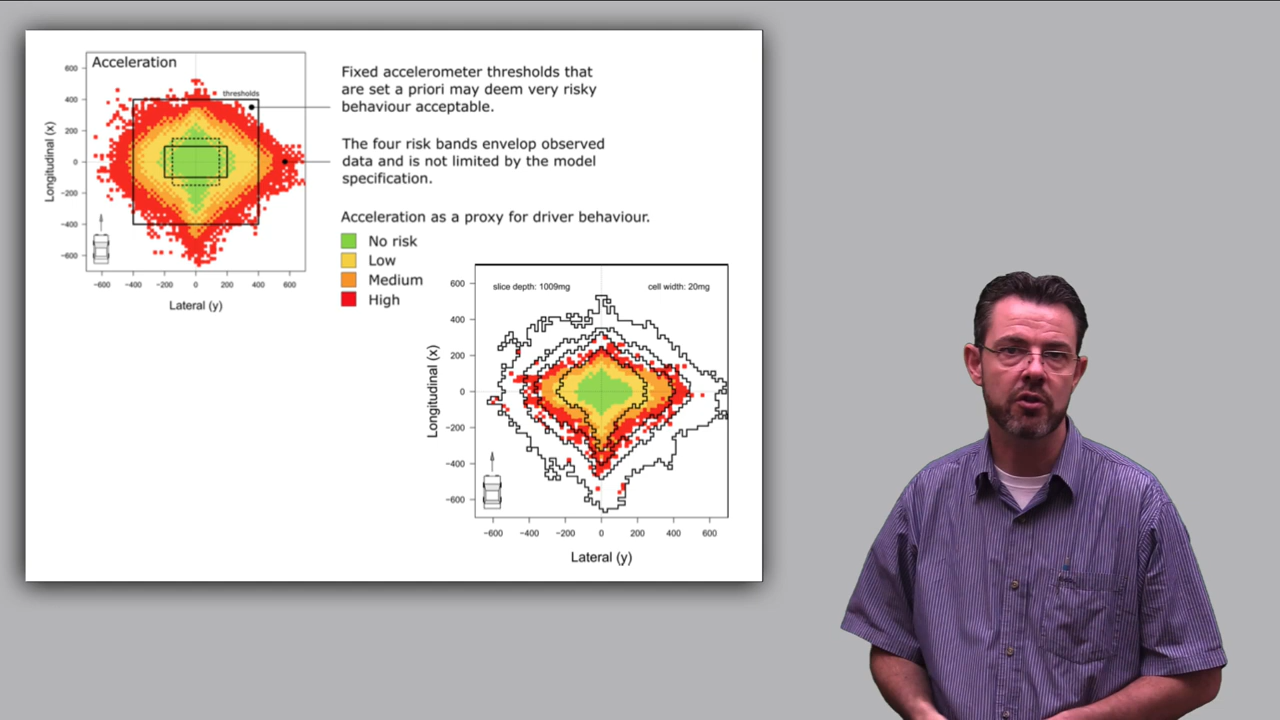 Acceleration
thresholds
600
400
200
0
−200
−400
−600
Longitudinal (x)
−600 −400 −200 0 200 400 600
Lateral (y)
Fixed accelerometer thresholds that
are set a priori may deem very risky
behaviour acceptable.
The four risk bands envelop observed
data and is not limited by the model
specification.
Acceleration as a proxy for driver behaviour.
No risk
Low
Medium
High
slice depth: 1009mg
cell width: 20mg
600
400
200
0
−200
−400
−600
Longitudinal (x)
−600 −400 −200 0 200 400 600
Lateral (y)